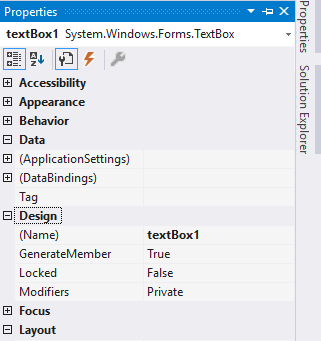 Properties
textBox1 System.Windows.Forms.TextBox
Accessibility
Appearance
Behavior
Data
(ApplicationSettings)
(DataBindings)
Tag
Design
(Name) textBox1
GenerateMember True
Locked False
Modifiers Private
Focus
Layout
Properties
Solution Explorer